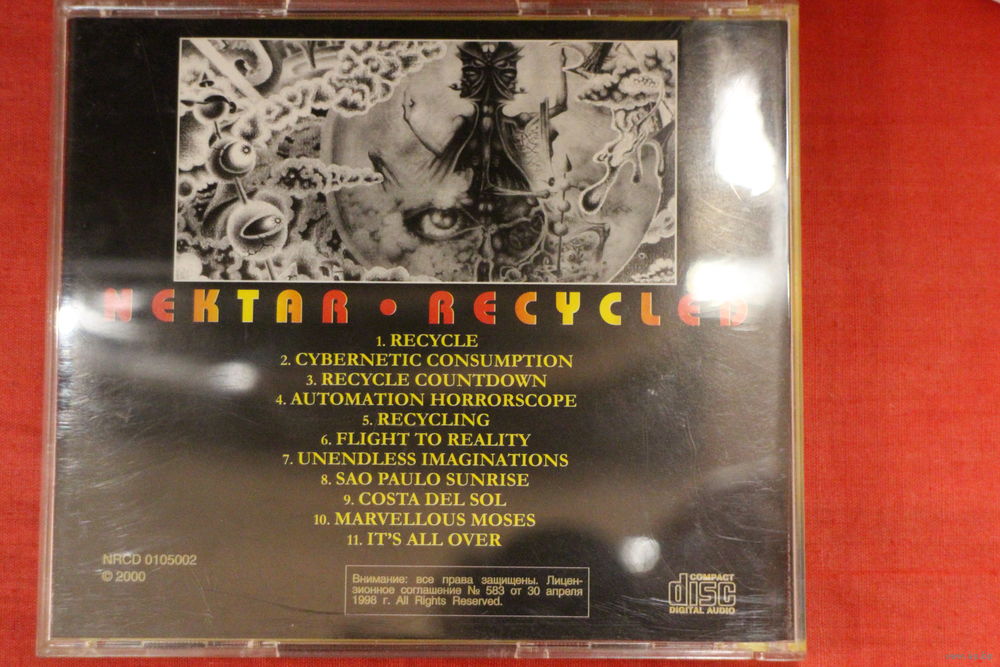 NEKTAR • RECYCLED
1. RECYCLE
2. CYBERNETIC CONSUMPTION
3. RECYCLE COUNTDOWN
4. AUTOMATION HORRORSCOPE
5. RECYCLING
6. FLIGHT TO REALITY
7. UNENDLESS IMAGINATIONS
8. SAO PAULO SUNRISE
9. COSTA DEL SOL
10. MARVELLOUS MOSES
11. IT'S ALL OVER
NRCD 0105002
© 2000
Внимание: все права защищены. Лицен-
зионное соглашение № 583 от 30 апреля
1998 г. All Rights Reserved.
COMPACT
disc
DIGITAL AUDIO